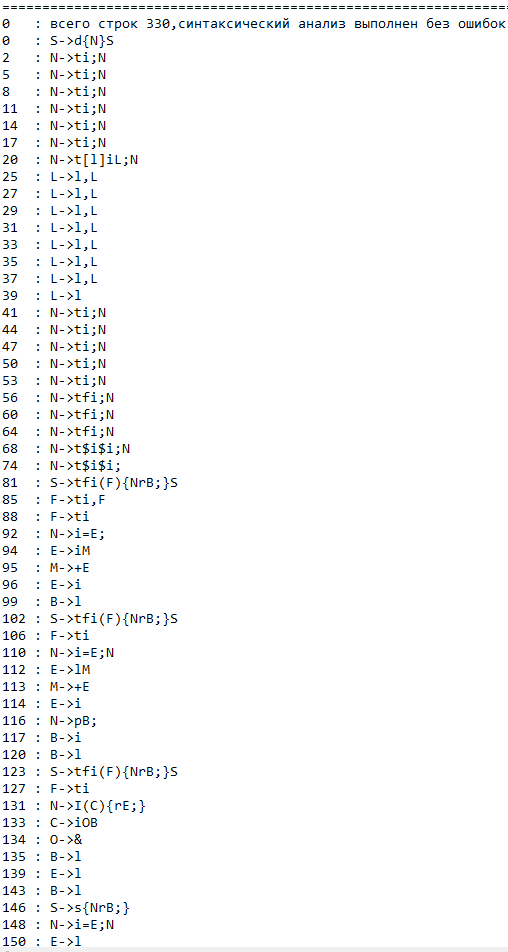 ================================================================
0   : всего строк 330,синтаксический анализ выполнен без ошибок
0   : S->d{N}S
2   : N->ti;N
5   : N->ti;N
8   : N->ti;N
11  : N->ti;N
14  : N->ti;N
17  : N->ti;N
20  : N->t[l]iL;N
25  : L->l,L
27  : L->l,L
29  : L->l,L
31  : L->l,L
33  : L->l,L
35  : L->l,L
37  : L->l,L
39  : L->l
41  : N->ti;N
44  : N->ti;N
47  : N->ti;N
50  : N->ti;N
53  : N->ti;N
56  : N->tfi;N
60  : N->tfi;N
64  : N->tfi;N
68  : N->t$i$i;N
74  : N->t$i$i;
81  : S->tfi(F){NrB;}S
85  : F->ti,F
88  : F->ti
92  : N->i=E;
94  : E->iM
95  : M->+E
96  : E->i
99  : B->l
102 : S->tfi(F){NrB;}S
106 : F->ti
110 : N->i=E;N
112 : E->lM
113 : M->+E
114 : E->i
116 : N->pB;
117 : B->i
120 : B->l
123 : S->tfi(F){NrB;}S
127 : F->ti
131 : N->I(C){rE;}
133 : C->iOB
134 : O->&
135 : B->l
139 : E->l
143 : B->l
146 : S->s{NrB;}
148 : N->i=E;N
150 : E->l